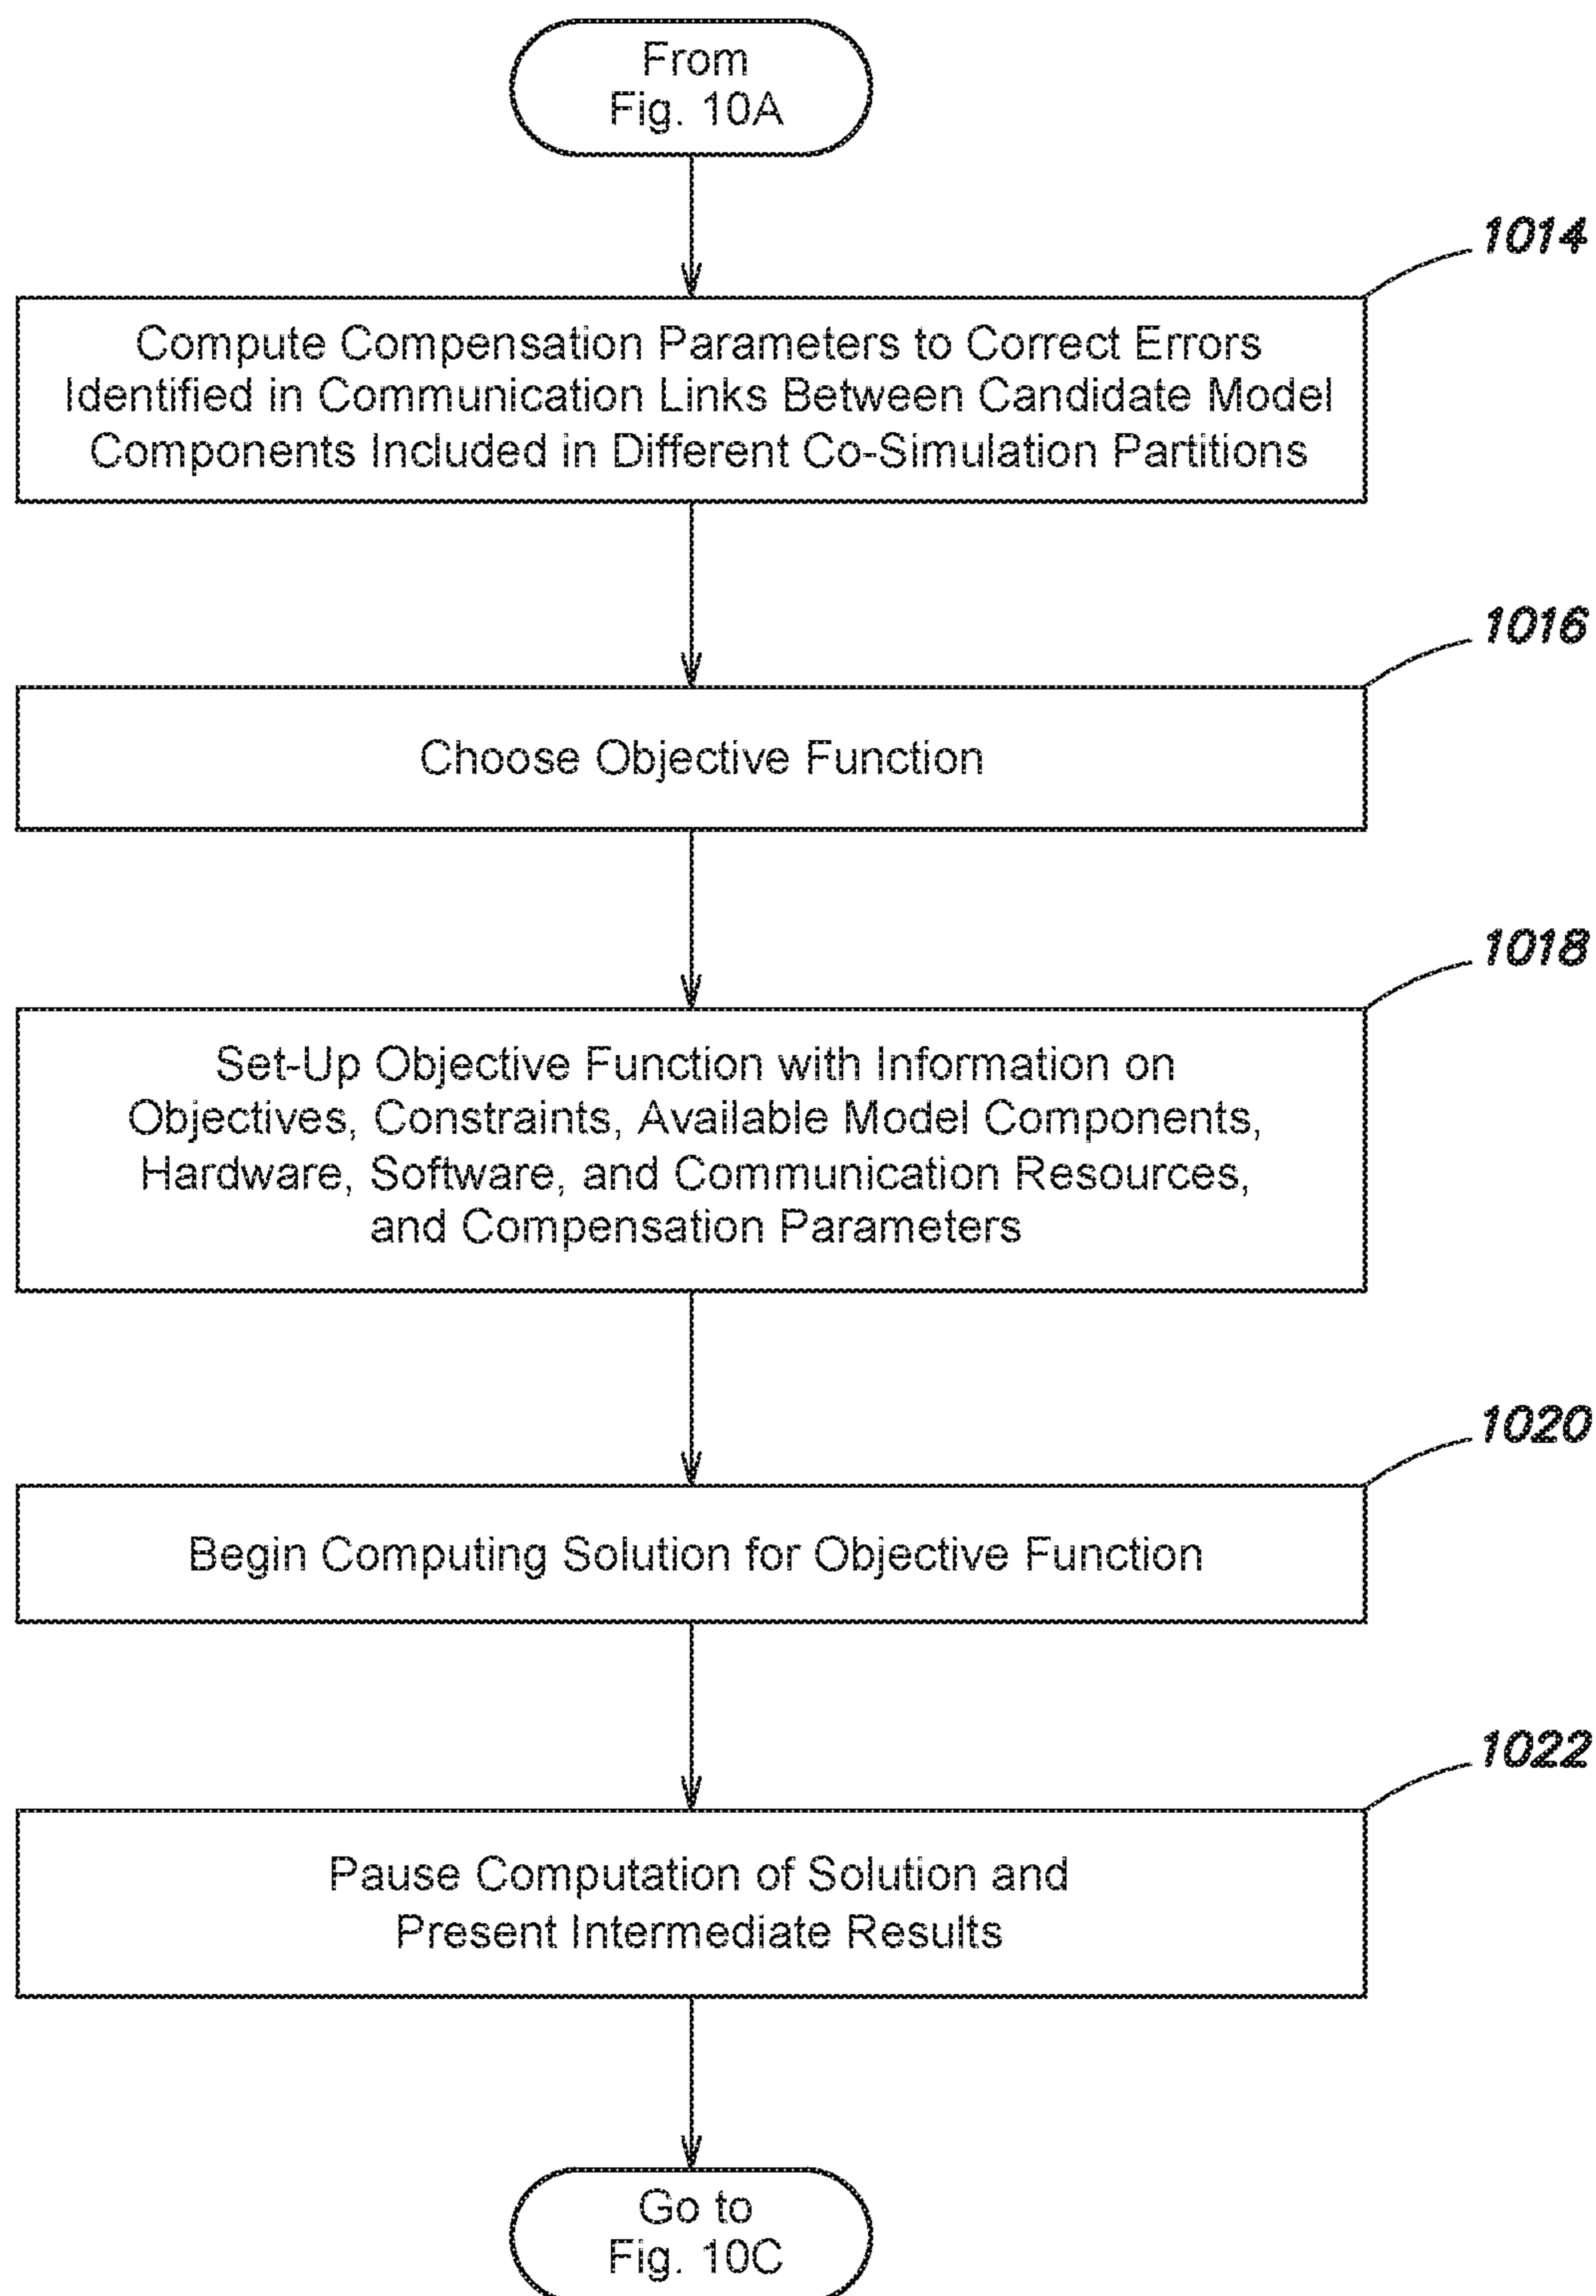 From
Fig. 10A
1014
Compute Compensation Parameters to Correct Errors
Identified in Communication Links Between Candidate Model
Components Included in Different Co-Simulation Partitions
1016
Choose Objective Function
1018
Set-Up Objective Function with Information on
Objectives, Constraints, Available Model Components,
Hardware, Software, and Communication Resources,
and Compensation Parameters
1020
Begin Computing Solution for Objective Function
1022
Pause Computation of Solution and
Present Intermediate Results
Go to
Fig. 10C